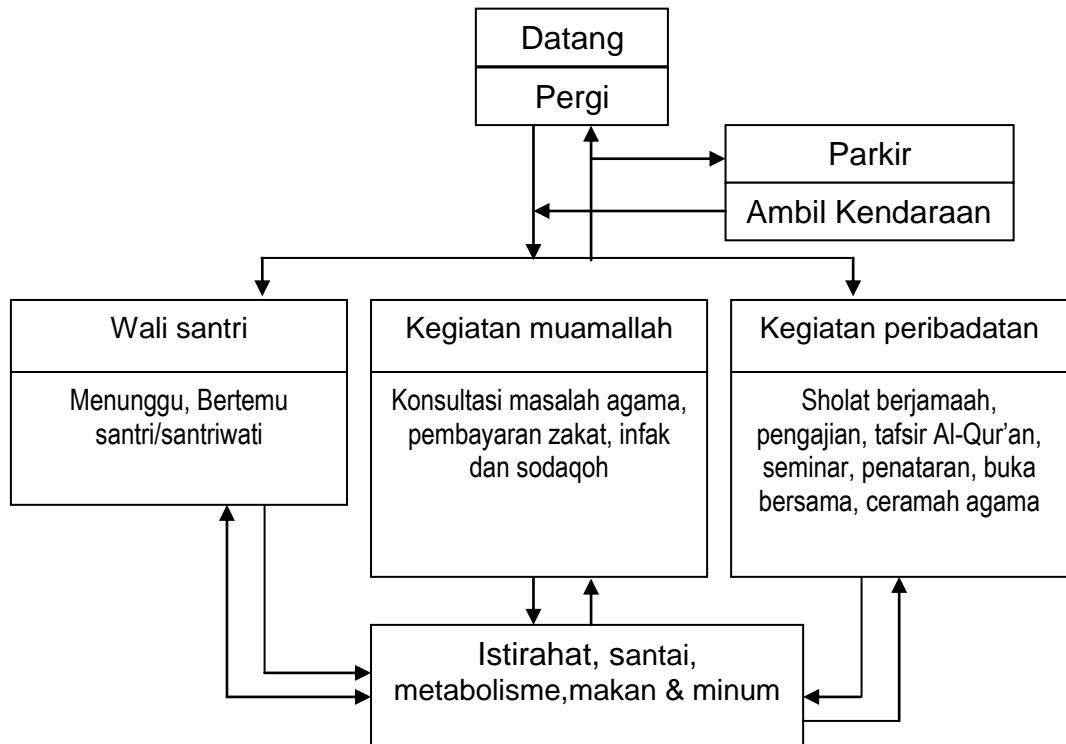 Datang
Pergi
Parkir
Ambil Kendaraan
Wali santri
Menunggu, Bertemu
santri/santriwati
Kegiatan muamallah
Konsultasi masalah agama,
pembayaran zakat, infak
dan sodaqoh
Kegiatan peribadatan
Sholat berjamaah,
pengajian, tafsir Al-Qur’an,
seminar, penataran, buka
bersama, ceramah agama
Istirahat, santai,
metabolisme,makan & minum